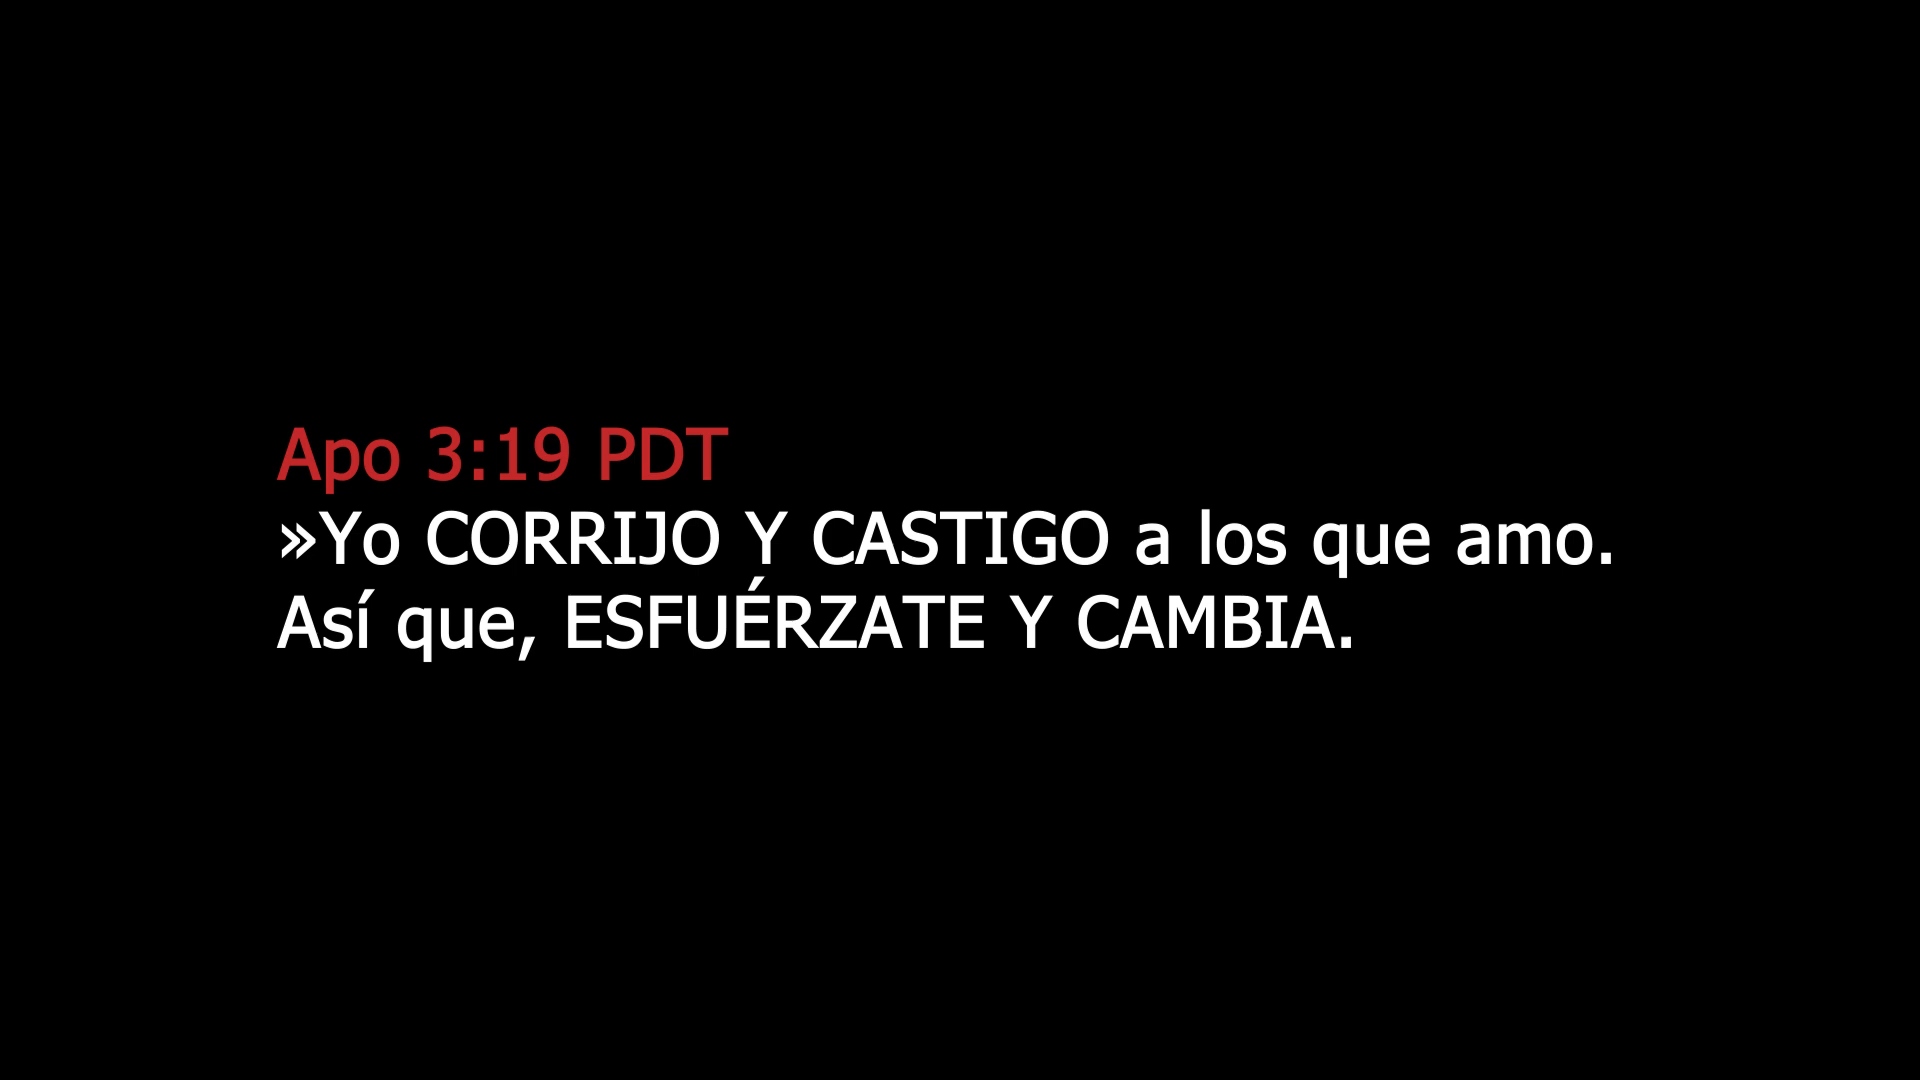 Apo 3:19 PDT
»Yo CORRIJO Y CASTIGO a los que amo.
Así que, ESFUÉRZATE Y CAMBIA.